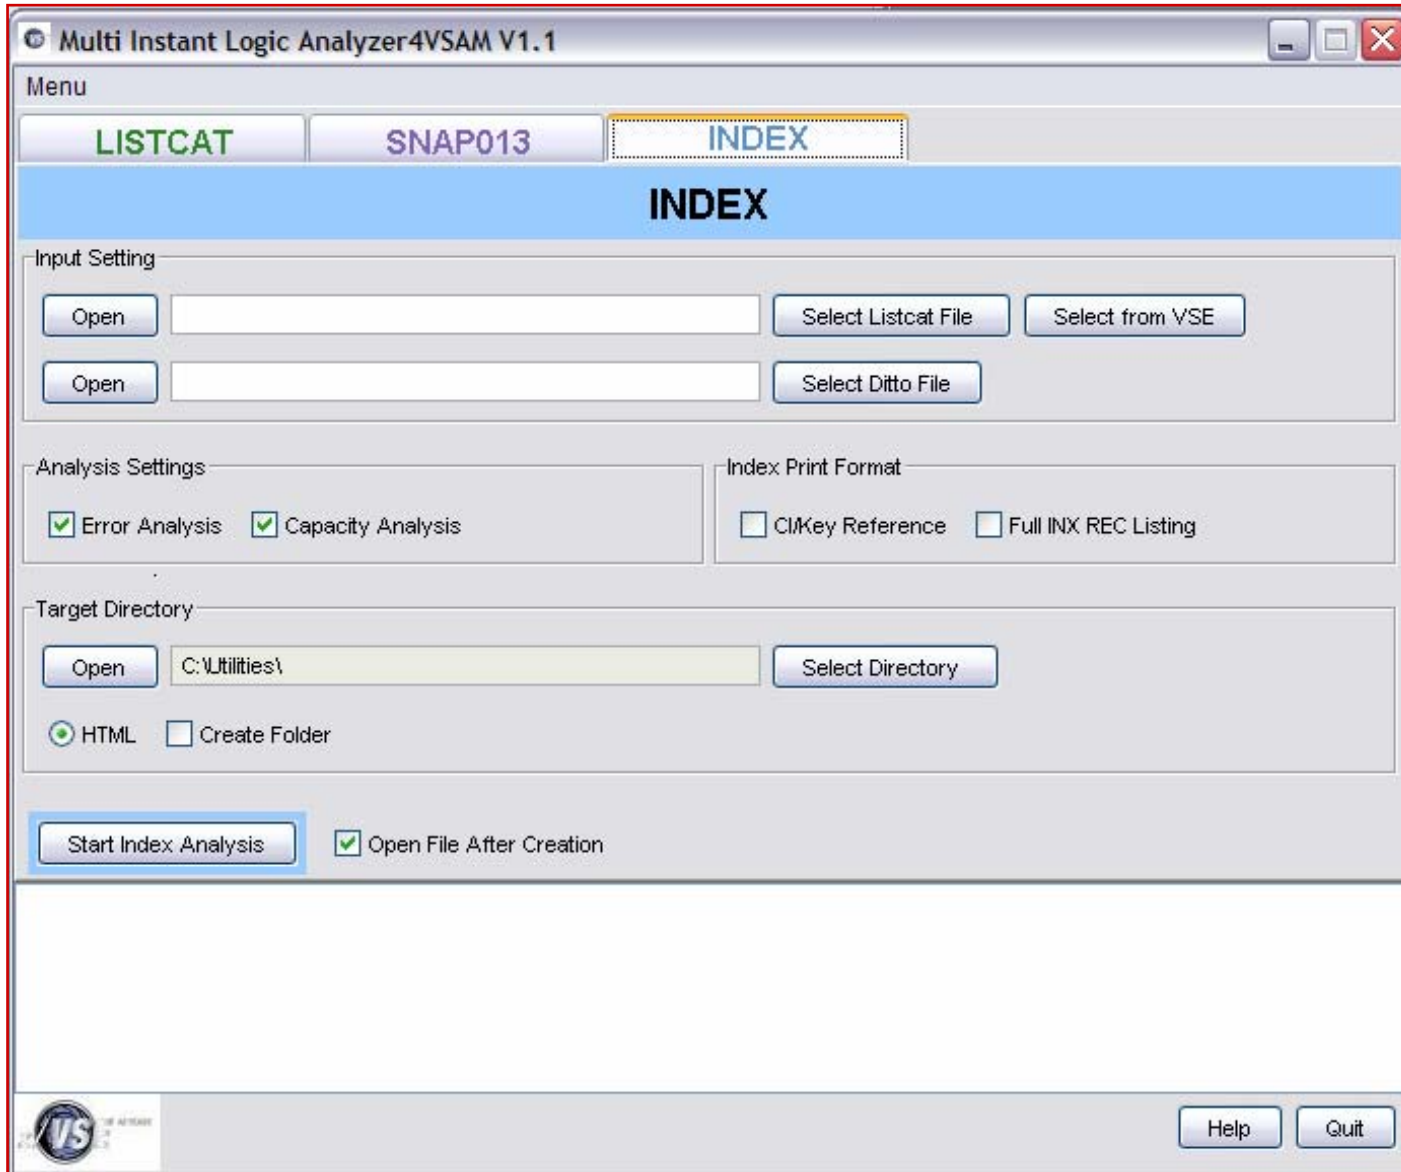 Multi Instant Logic Analyzer4VSAM V1.1
Menu
LISTCAT SNAP013 INDEX
INDEX
Input Setting
Open Select Listcat File Select from VSE
Open Select Ditto File
Analysis Settings Index Print Format
Error Analysis Capacity Analysis CI/Key Reference Full INX REC Listing
Target Directory
Open C:\Utilities\ Select Directory
HTML Create Folder
Start Index Analysis Open File After Creation
VS
Help Quit